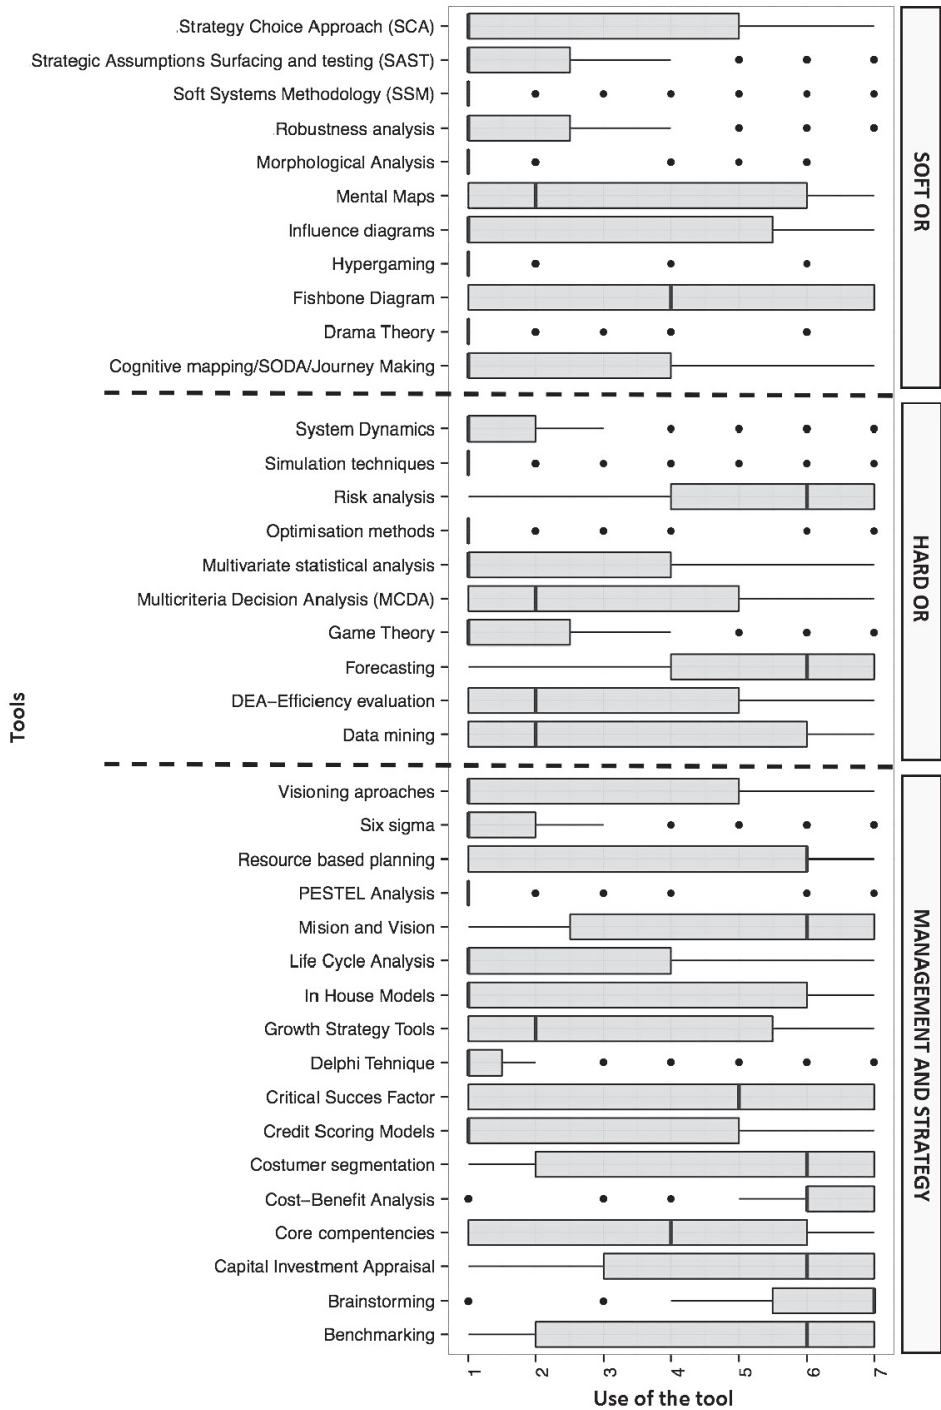 Strategy Choice Approach (SCA)
Strategic Assumptions Surfacing and testing (SAST)
Soft Systems Methodology (SSM)
Robustness analysis
Morphological Analysis
Mental Maps
Influence diagrams
Hypergaming
Fishbone Diagram
Drama Theory
Cognitive mapping/SODA/Journey Making
SOFT OR
System Dynamics
Simulation techniques
Risk analysis
Optimisation methods
Multivariate statistical analysis
Multicriteria Decision Analysis (MCDA)
Game Theory
Forecasting
DEA–Efficiency evaluation
Data mining
HARD OR
Tools
Visioning aproaches
Six sigma
Resource based planning
PESTEL Analysis
Mision and Vision
Life Cycle Analysis
In House Models
Growth Strategy Tools
Delphi Tehnique
Critical Succes Factor
Credit Scoring Models
Costumer segmentation
Cost–Benefit Analysis
Core compentencies
Capital Investment Appraisal
Brainstorming
Benchmarking
MANAGEMENT AND STRATEGY
1 2 3 4 5 6 7
Use of the tool